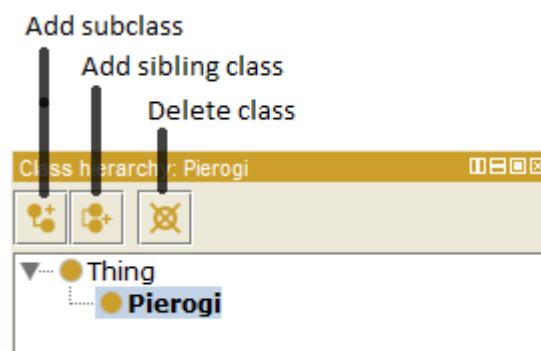 Add subclass
Add sibling class
Delete class
Class hierarchy: Pierogi
Thing
Pierogi